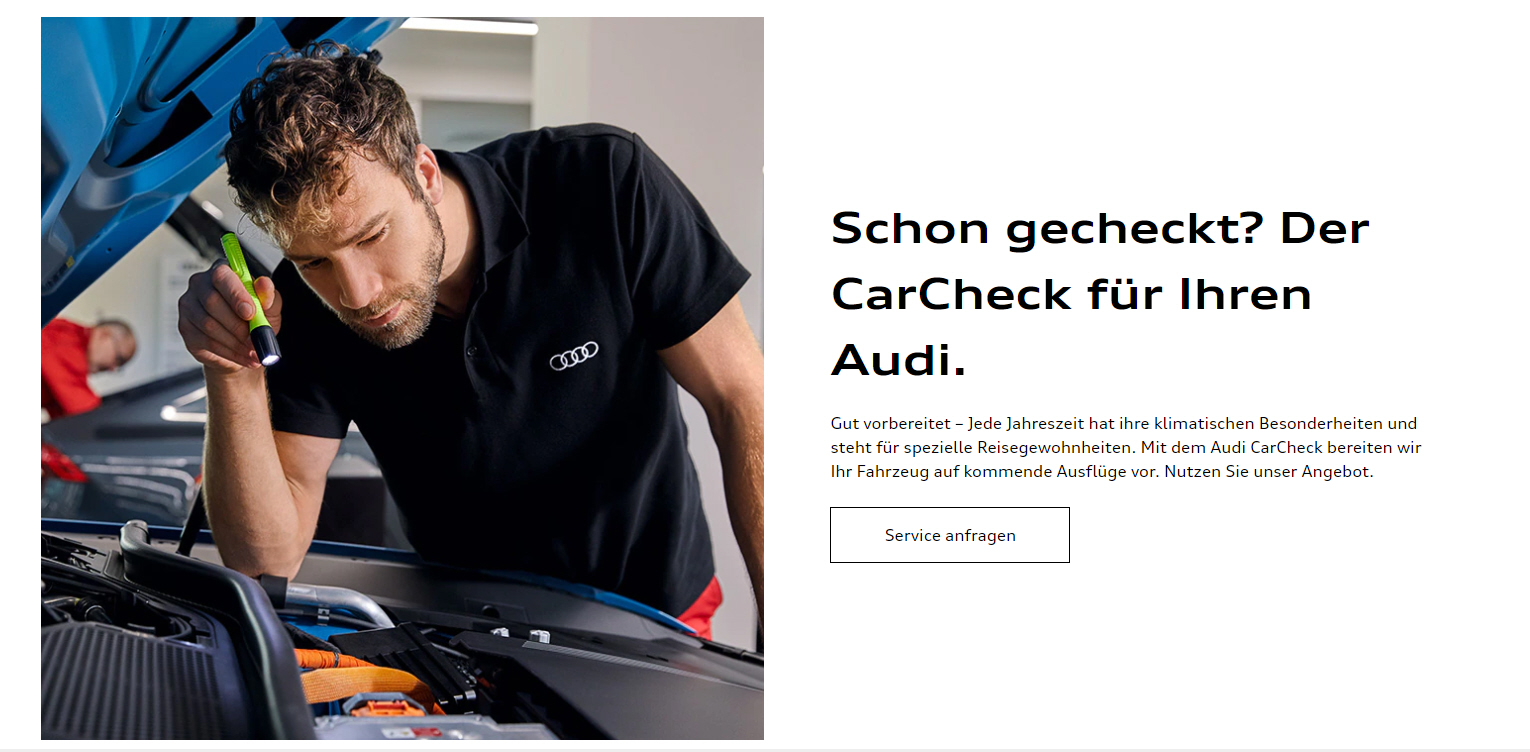 Schon gecheckt? Der
CarCheck für Ihren
Audi.
Gut vorbereitet – Jede Jahreszeit hat ihre klimatischen Besonderheiten und
steht für spezielle Reisegewohnheiten. Mit dem Audi CarCheck bereiten wir
Ihr Fahrzeug auf kommende Ausflüge vor. Nutzen Sie unser Angebot.
Service anfragen